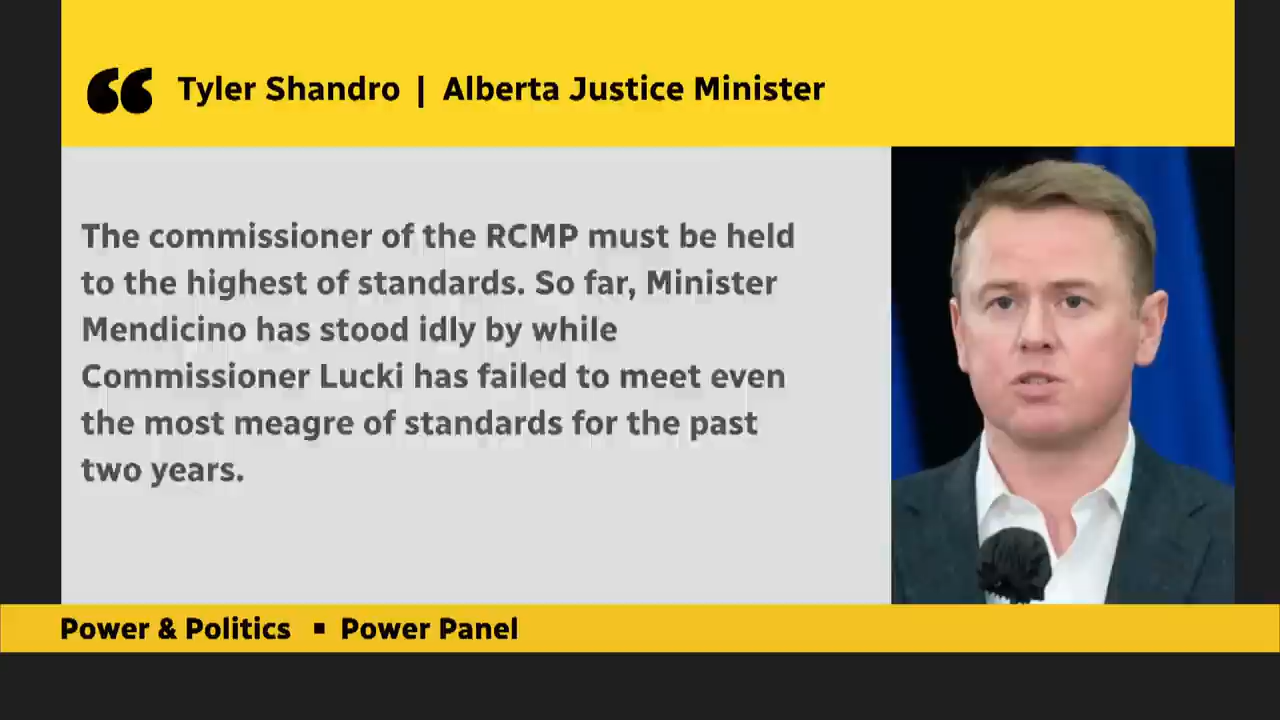 Tyler Shandro | Alberta Justice Minister
The commissioner of the RCMP must be held
to the highest of standards. So far, Minister
Mendicino has stood idly by while
Commissioner Lucki has failed to meet even
the most meagre of standards for the past
two years.
Power & Politics ▪ Power Panel